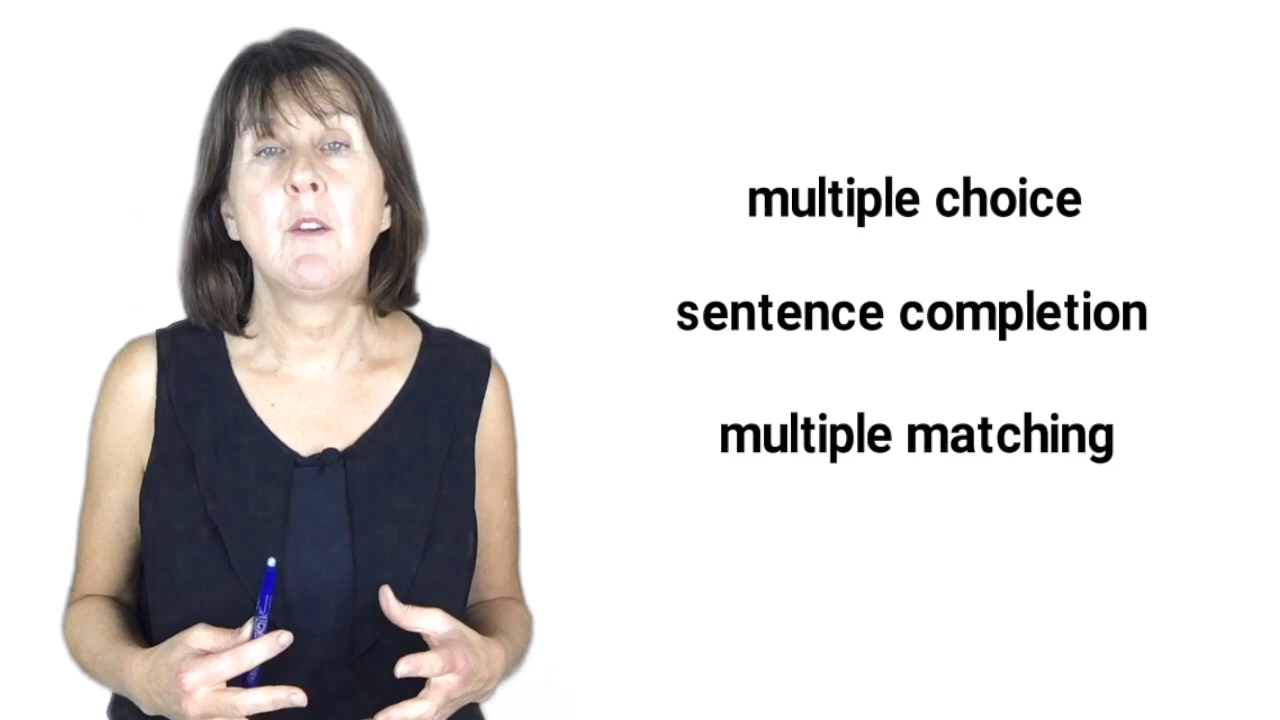 multiple choice
sentence completion
multiple matching